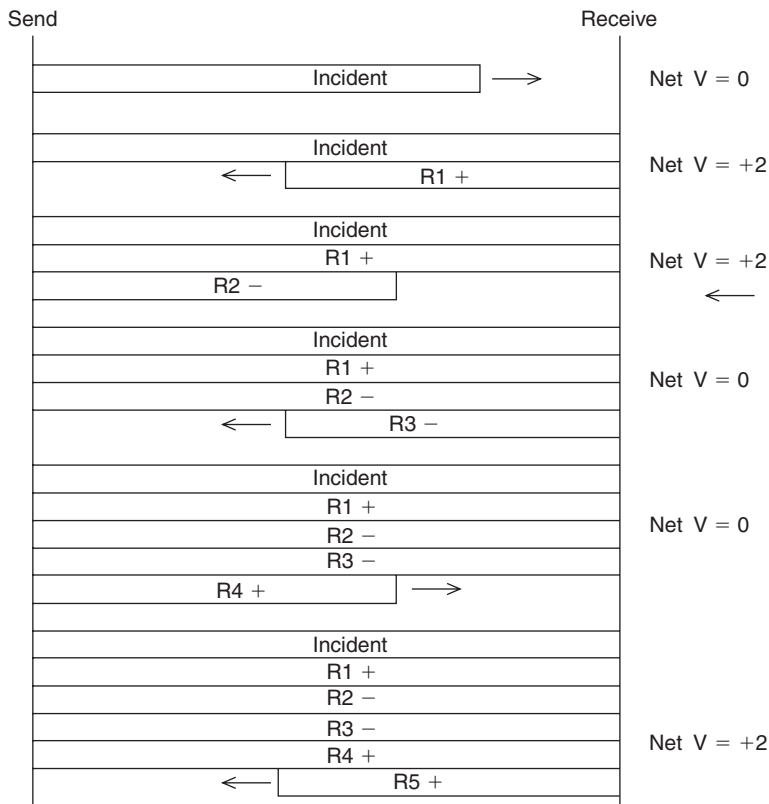 Send Receive
Incident Net V = 0
Incident
Net V = +2
R1 +
Incident
R1 + Net V = +2
R2 −
Incident
R1 +
Net V = 0
R2 −
R3 −
Incident
R1 +
Net V = 0
R2 −
R3 −
R4 +
Incident
R1 +
R2 −
R3 −
Net V = +2
R4 +
R5 +